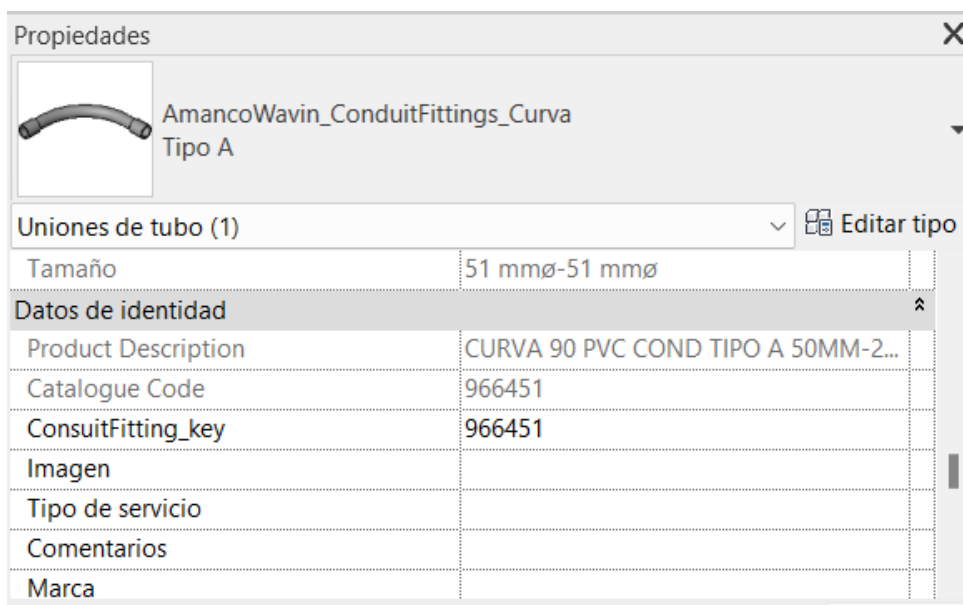 Propiedades
AmancoWavin_ConduitFittings_Curva
Tipo A
Uniones de tubo (1)
Editar tipo
Tamaño 51 mmø-51 mmø
Datos de identidad
Product Description CURVA 90 PVC COND TIPO A 50MM-2...
Catalogue Code 966451
ConsuitFitting_key 966451
Imagen
Tipo de servicio
Comentarios
Marca